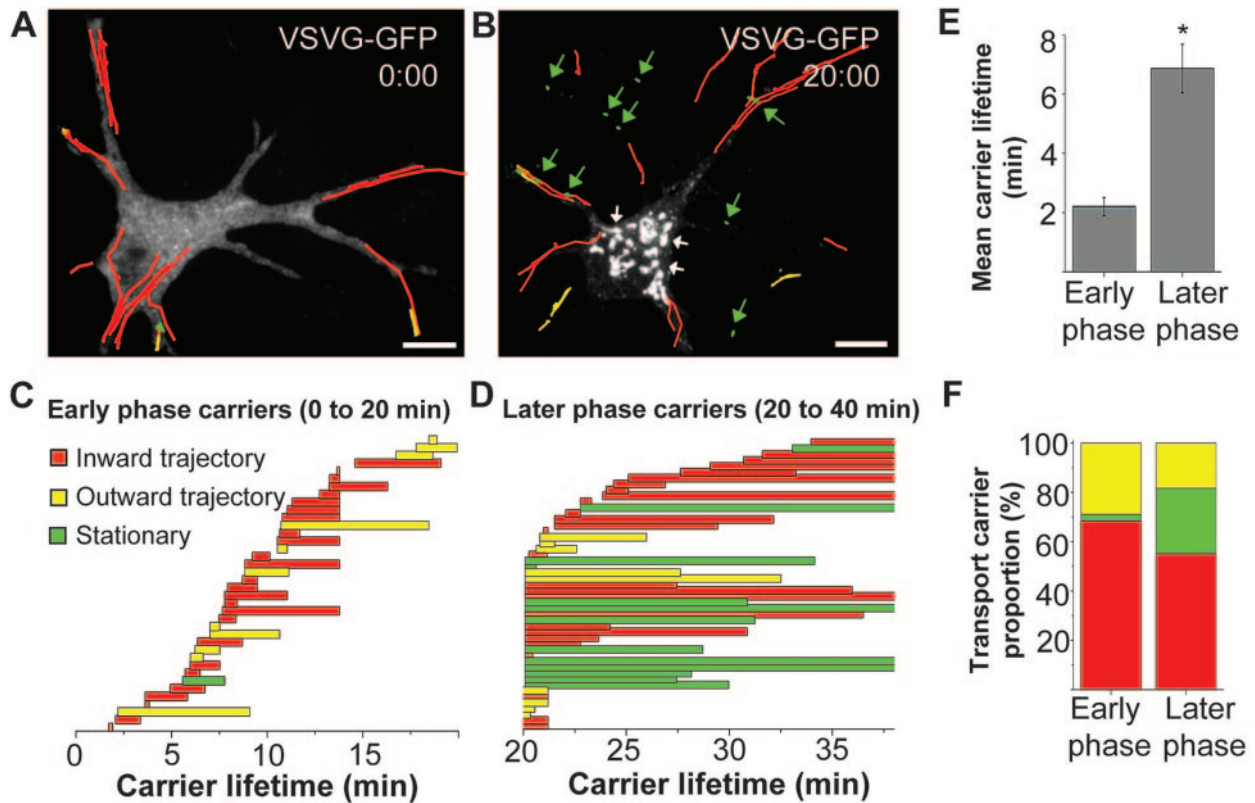 A
VSVG-GFP
0:00
B
VSVG-GFP
20:00
E
Mean carrier lifetime
(min)
8
6
4
2
*
Early
phase
Later
phase
C
Early phase carriers (0 to 20 min)
Inward trajectory
Outward trajectory
Stationary
0
5
10
15
Carrier lifetime (min)
D
Later phase carriers (20 to 40 min)
20
25
30
35
Carrier lifetime (min)
F
Transport carrier
proportion (%)
100
80
60
40
20
Early
phase
Later
phase